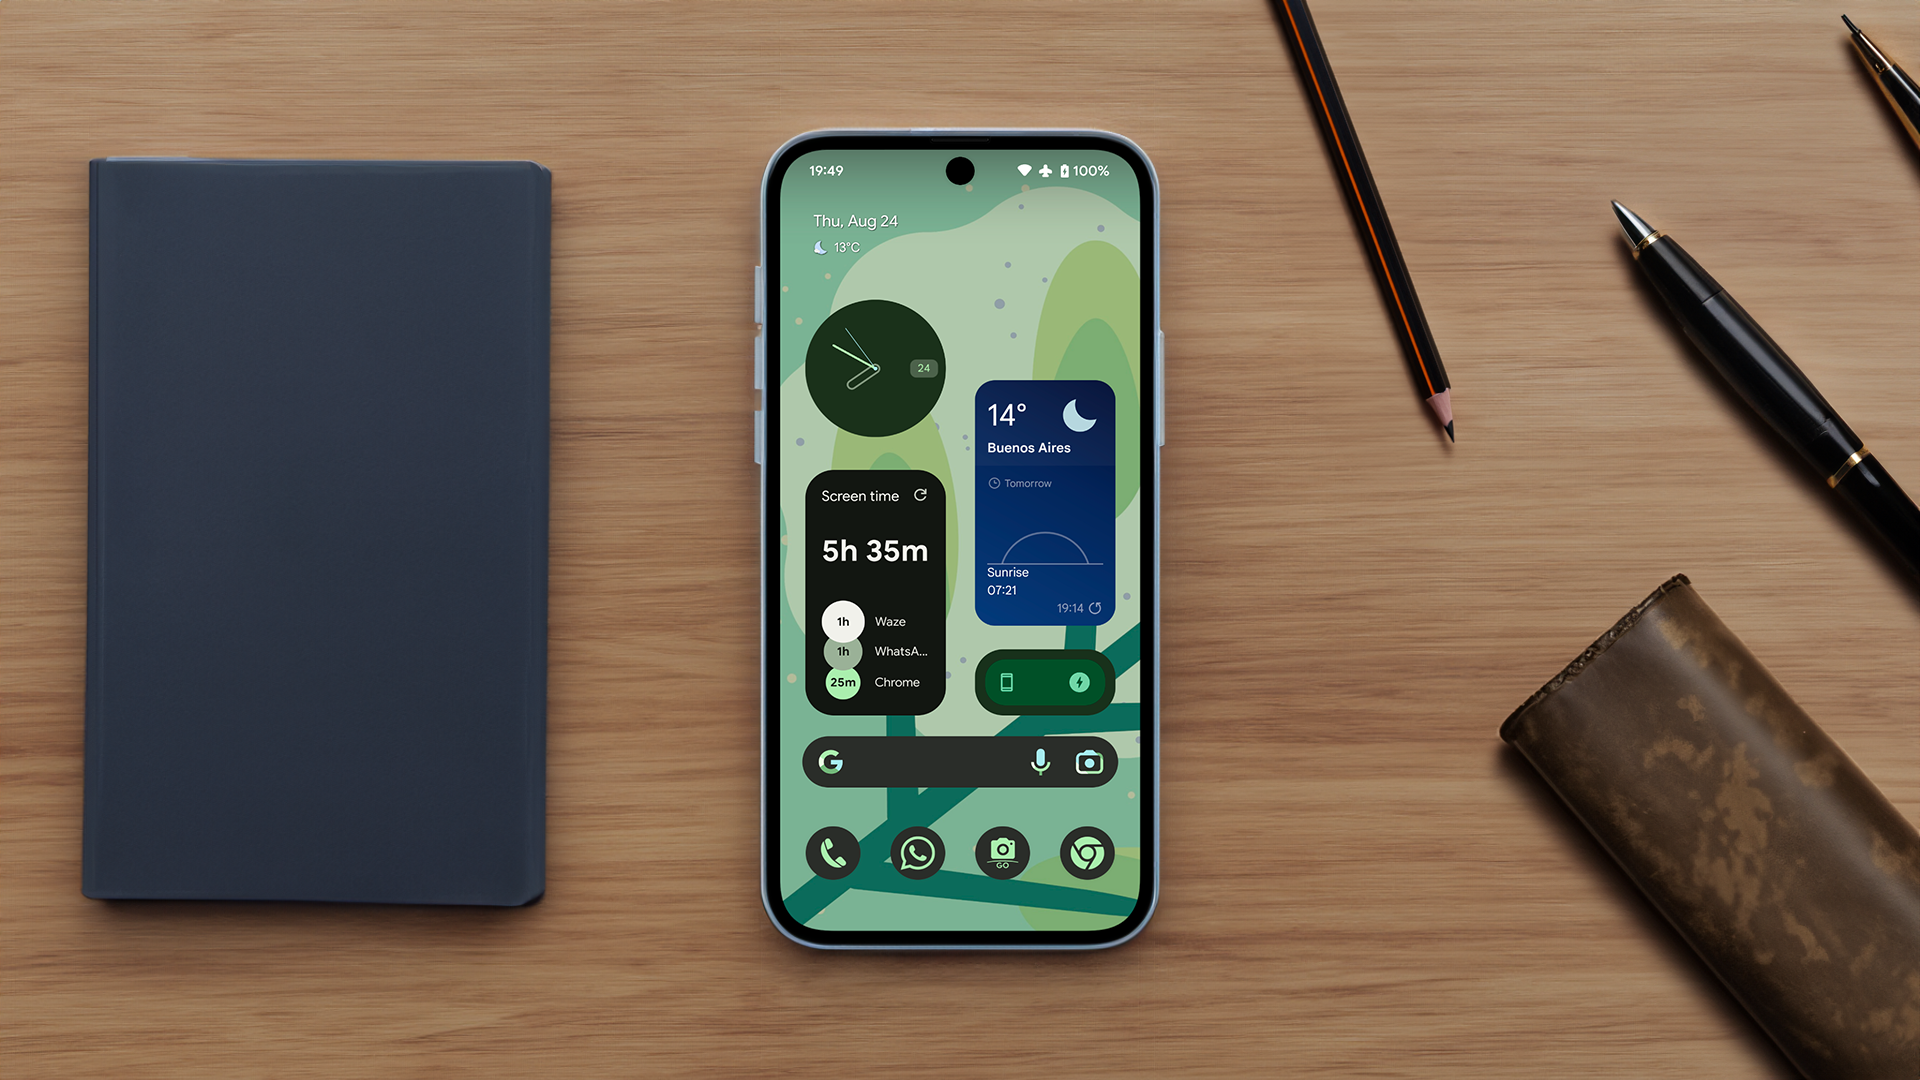 19:49
100%
Thu, Aug 24
13°C
24
14°
Buenos Aires
Tomorrow
Sunrise
07:21
19:14
Screen time
5h 35m
1h Waze
1h WhatsA...
25m Chrome
G
GO